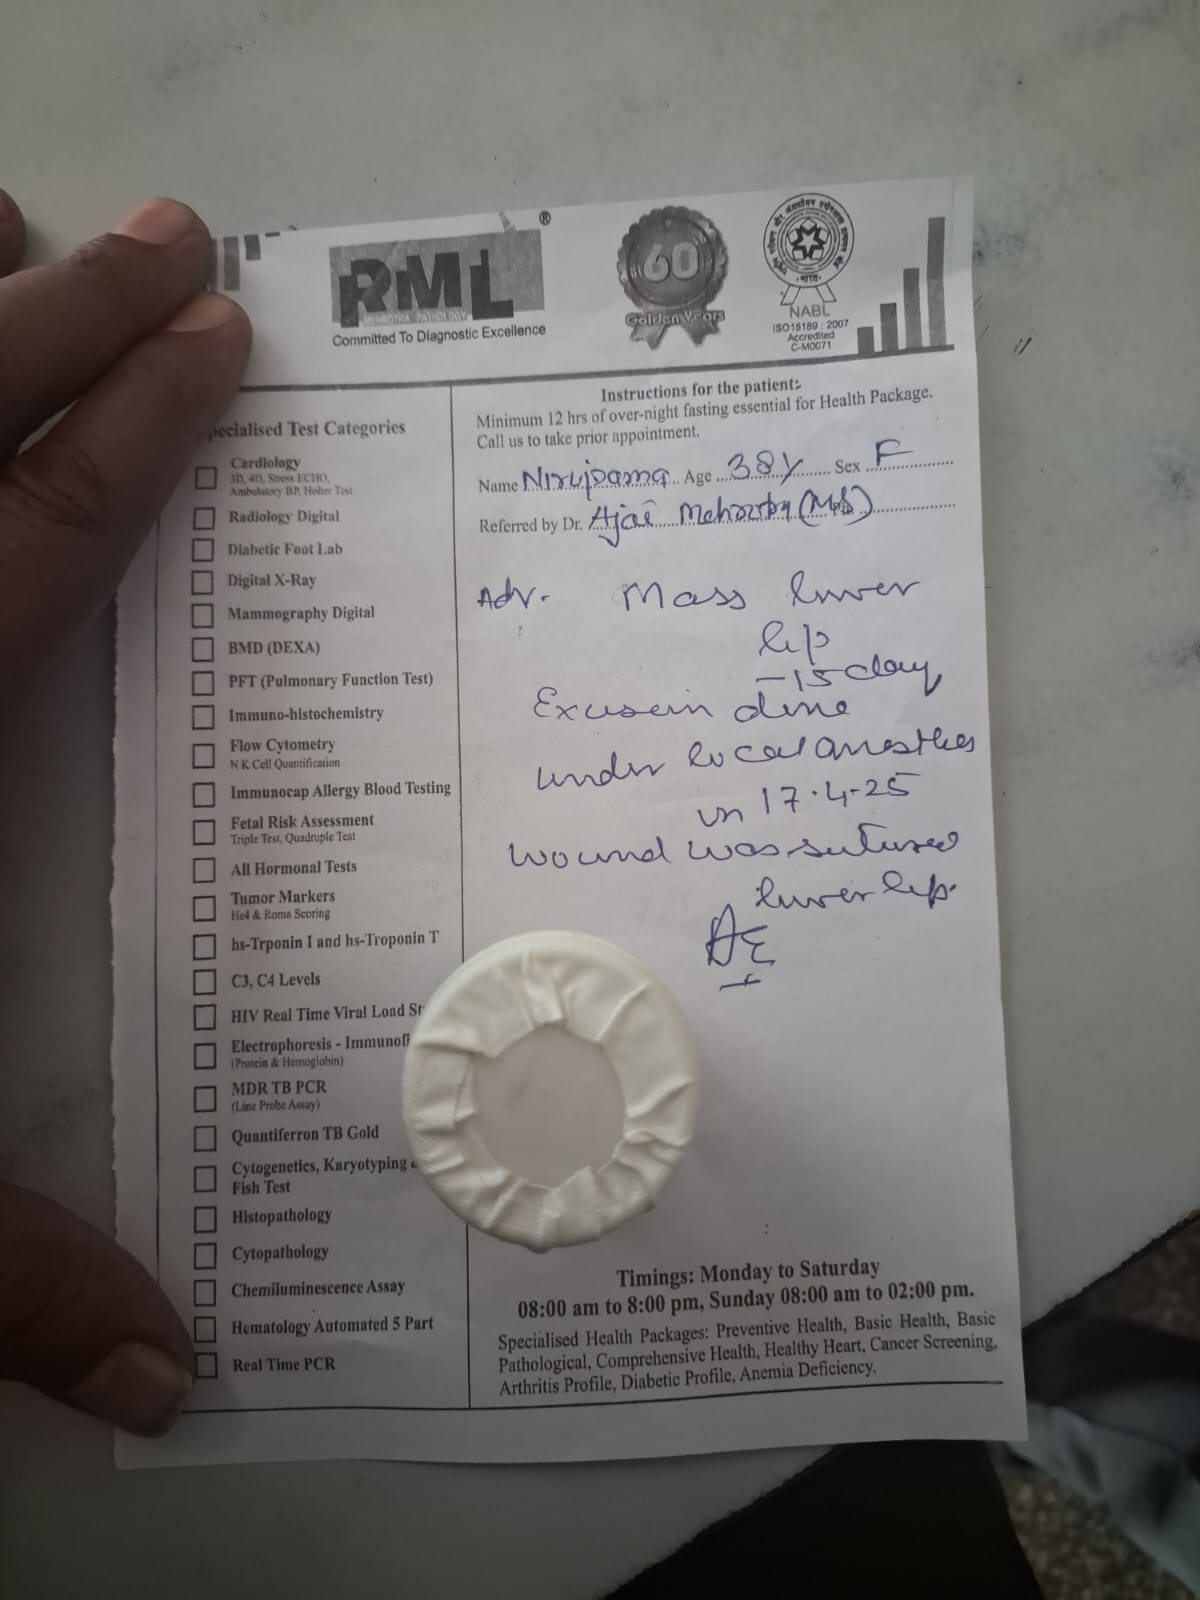 RML ®
MEHROTRA PATHOLOGY
Committed To Diagnostic Excellence
60
Golden Years
NABL
ISO15189 : 2007
Accredited
C-M0071
Specialised Test Categories
Cardiology
3D, 4D, Stress ECHO,
Ambulatory BP, Holter Test
Radiology Digital
Diabetic Foot Lab
Digital X-Ray
Mammography Digital
BMD (DEXA)
PFT (Pulmonary Function Test)
Immuno-histochemistry
Flow Cytometry
N K Cell Quantification
Immunocap Allergy Blood Testing
Fetal Risk Assessment
Triple Test, Quadruple Test
All Hormonal Tests
Tumor Markers
He4 & Roma Scoring
hs-Trponin I and hs-Troponin T
C3, C4 Levels
HIV Real Time Viral Load St
Electrophoresis - Immunofi
(Protein & Hemoglobin)
MDR TB PCR
(Line Probe Assay)
Quantiferron TB Gold
Cytogenetics, Karyotyping
Fish Test
Histopathology
Cytopathology
Chemiluminescence Assay
Hematology Automated 5 Part
Real Time PCR
Instructions for the patient:-
Minimum 12 hrs of over-night fasting essential for Health Package.
Call us to take prior appointment.
Name Nirupama Age 38Y Sex F
Referred by Dr. Ajai Mehrotra (MS)
Adv. Mass lower
lip
- 15 day
Excision done
under local anesthes
on 17.4-25
wound was sutured
lower lip.
Timings: Monday to Saturday
08:00 am to 8:00 pm, Sunday 08:00 am to 02:00 pm.
Specialised Health Packages: Preventive Health, Basic Health, Basic
Pathological, Comprehensive Health, Healthy Heart, Cancer Screening,
Arthritis Profile, Diabetic Profile, Anemia Deficiency.